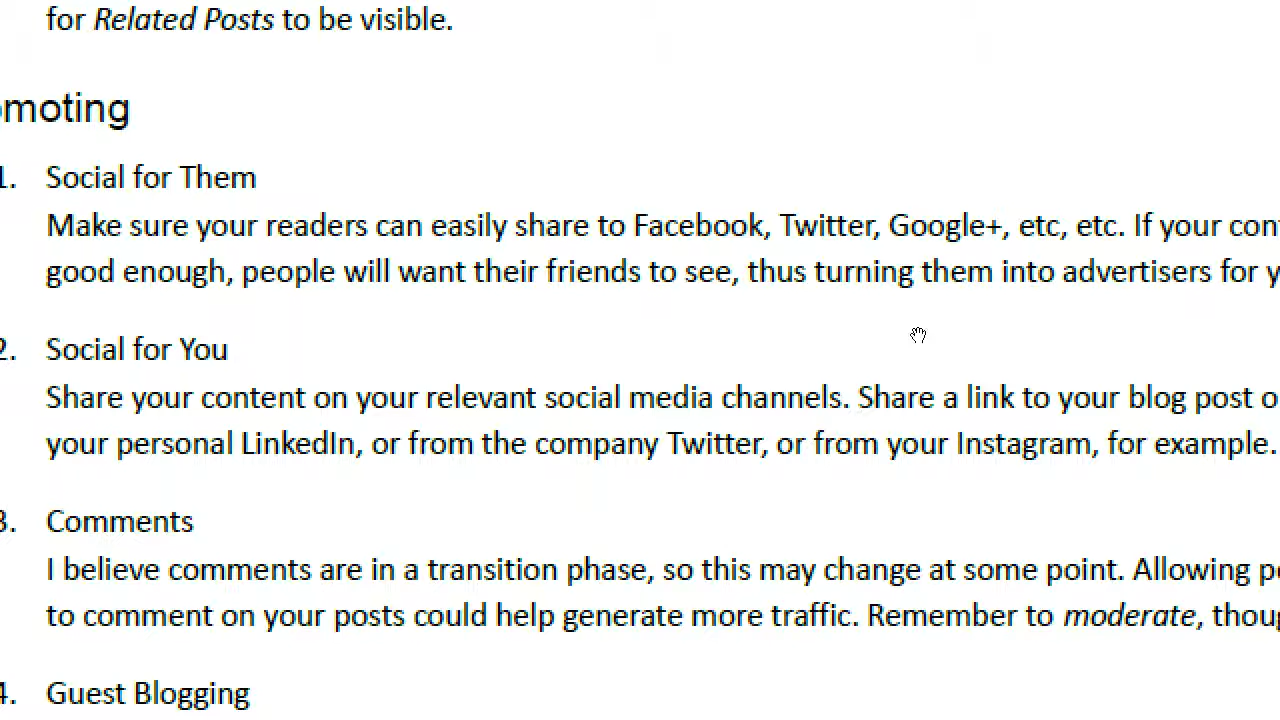 for Related Posts to be visible.
omoting
1. Social for Them
Make sure your readers can easily share to Facebook, Twitter, Google+, etc, etc. If your con
good enough, people will want their friends to see, thus turning them into advertisers for y
2. Social for You
Share your content on your relevant social media channels. Share a link to your blog post o
your personal LinkedIn, or from the company Twitter, or from your Instagram, for example.
3. Comments
I believe comments are in a transition phase, so this may change at some point. Allowing pe
to comment on your posts could help generate more traffic. Remember to moderate, thoug
4. Guest Blogging